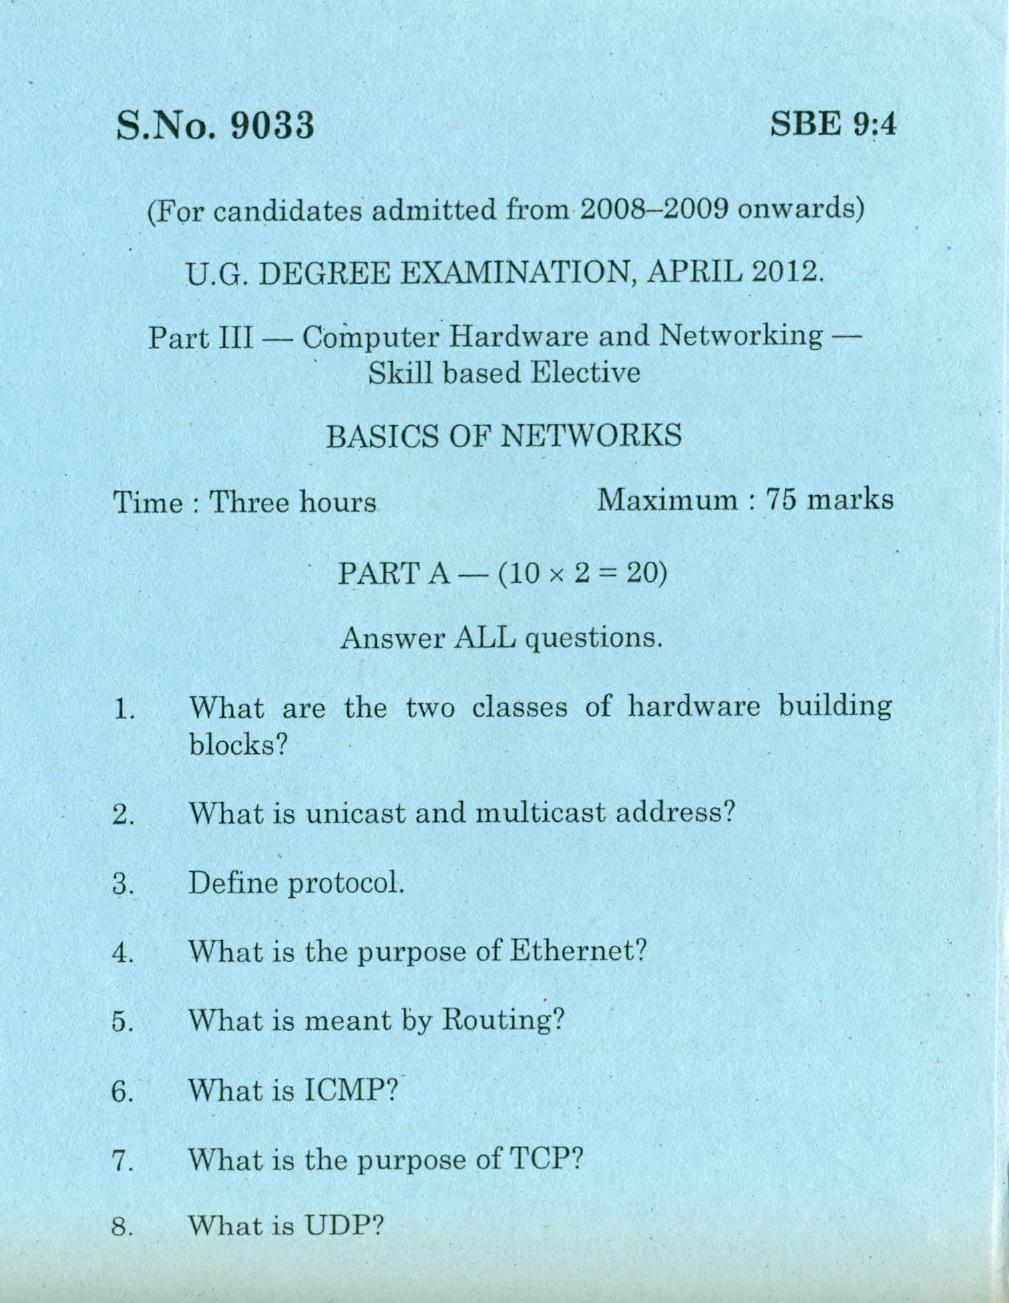 S.No. 9033 SBE 9:4
(For candidates admitted from 2008–2009 onwards)
U.G. DEGREE EXAMINATION, APRIL 2012.
Part III — Computer Hardware and Networking —
Skill based Elective
BASICS OF NETWORKS
Time : Three hours Maximum : 75 marks
PART A — (10 × 2 = 20)
Answer ALL questions.
1. What are the two classes of hardware building
blocks?
2. What is unicast and multicast address?
3. Define protocol.
4. What is the purpose of Ethernet?
5. What is meant by Routing?
6. What is ICMP?
7. What is the purpose of TCP?
8. What is UDP?